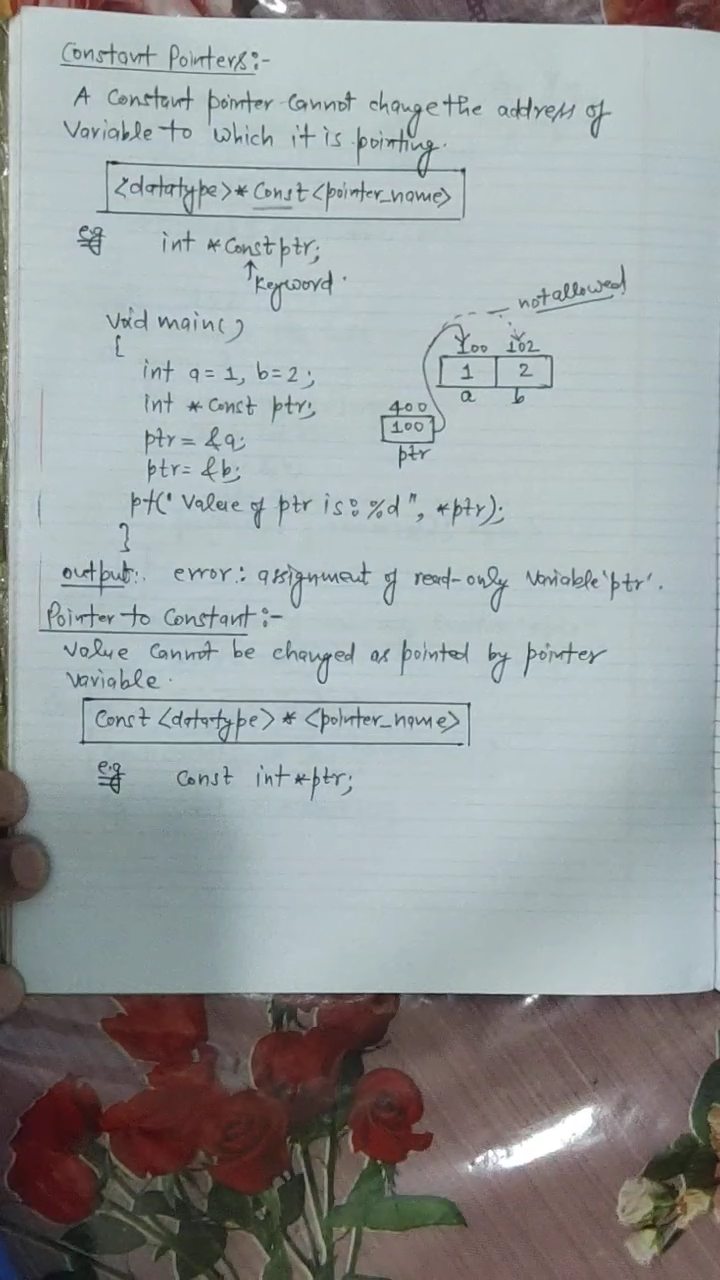 Constant Pointers:-
A Constant pointer cannot change the address of
Variable to which it is pointing.
<datatype>* Const <pointer_name>
eg int *Const ptr;
↑ keyword.
not allowed
Void main()
{
100 102
int a=1, b=2;
1 2
a b
int * Const ptr;
400
ptr = &a;
100
ptr= &b;
ptr
pf(" Value of ptr is: %d", *ptr);
}
output:. error: assignment of read-only variable 'ptr'.
Pointer to Constant:-
Value Cannot be changed as pointed by pointer
Variable.
Const <datatype> * <pointer_name>
e.g Const int *ptr;